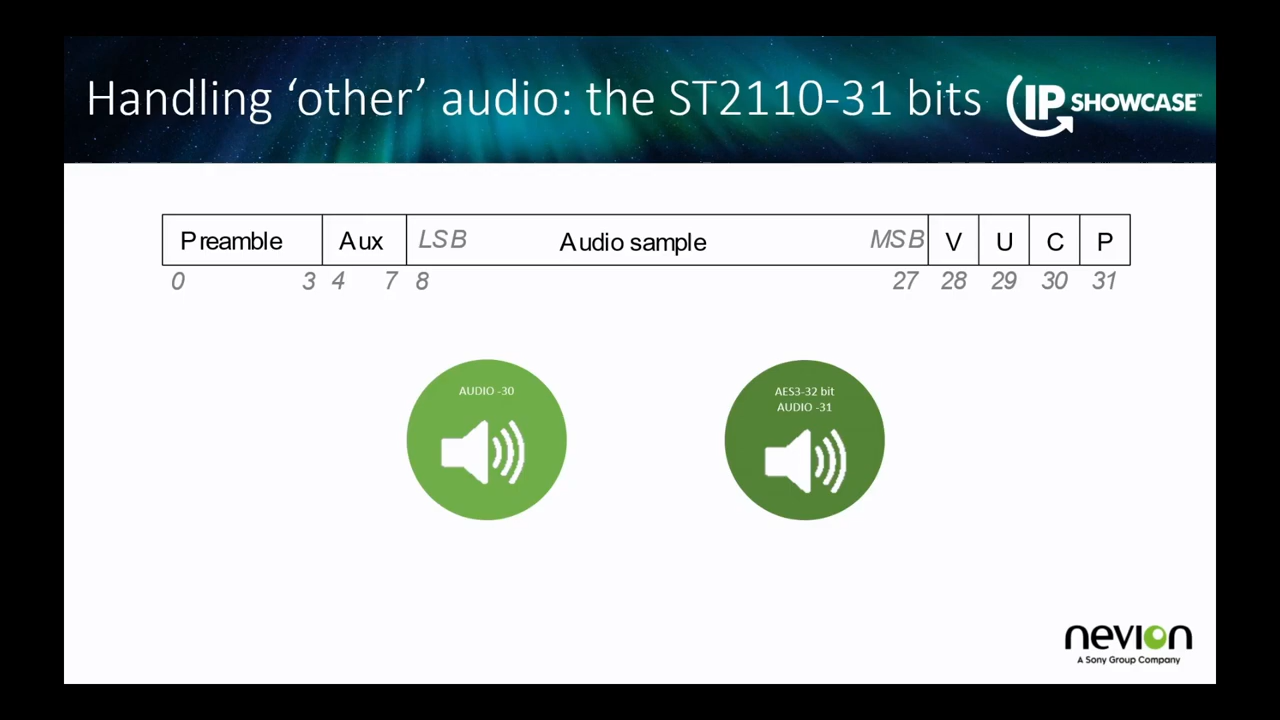 Handling ‘other’ audio: the ST2110-31 bits
IP SHOWCASE™
Preamble Aux LSB Audio sample MSB V U C P
0 3 4 7 8 27 28 29 30 31
AUDIO -30
AES3-32 bit
AUDIO -31
nevion
A Sony Group Company